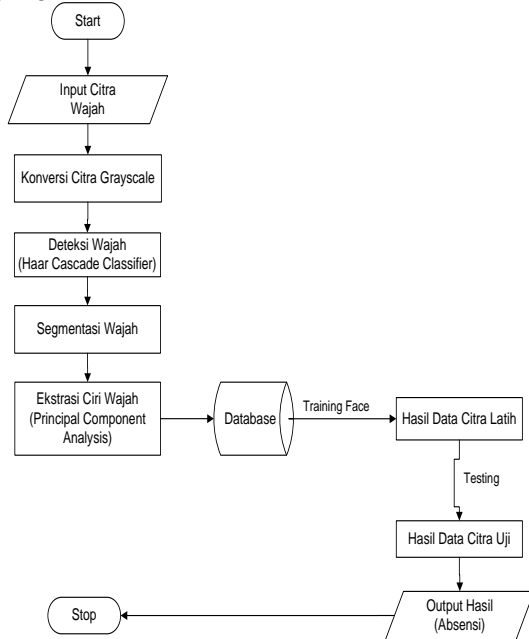 Start
Input Citra
Wajah
Konversi Citra Grayscale
Deteksi Wajah
(Haar Cascade Classifier)
Segmentasi Wajah
Ekstrasi Ciri Wajah
(Principal Component
Analysis)
Database
Training Face
Hasil Data Citra Latih
Testing
Hasil Data Citra Uji
Output Hasil
(Absensi)
Stop